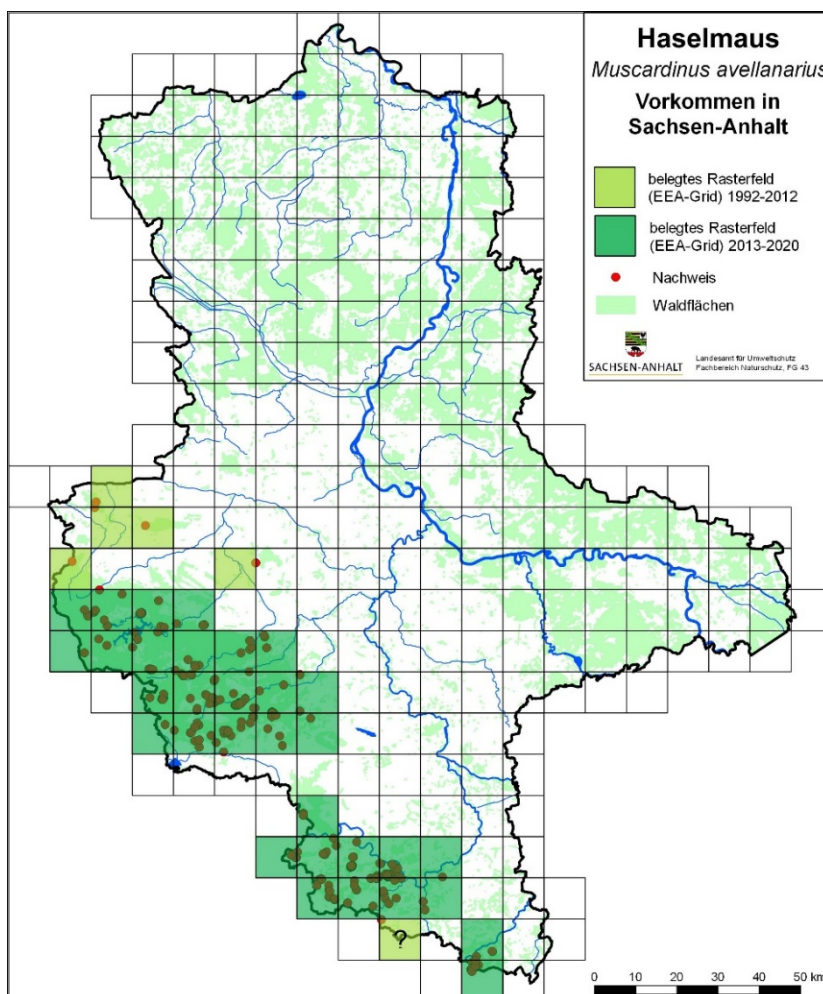 Haselmaus
Muscardinus avellanarius
Vorkommen in
Sachsen-Anhalt
belegtes Rasterfeld
(EEA-Grid) 1992-2012
belegtes Rasterfeld
(EEA-Grid) 2013-2020
Nachweis
Waldflächen
SACHSEN-ANHALT
Landesamt für Umweltschutz
Fachbereich Naturschutz, FG 43
?
0 10 20 30 40 50 km